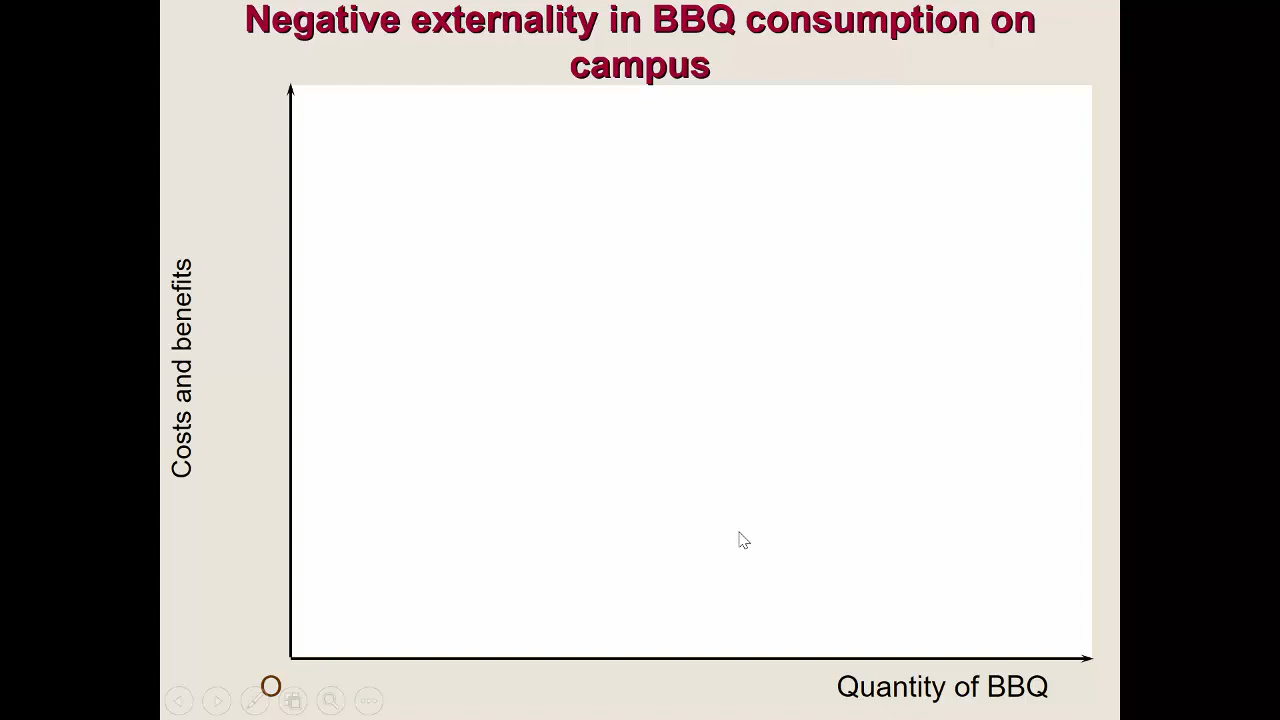 Negative externality in BBQ consumption on
campus
Costs and benefits
O
Quantity of BBQ